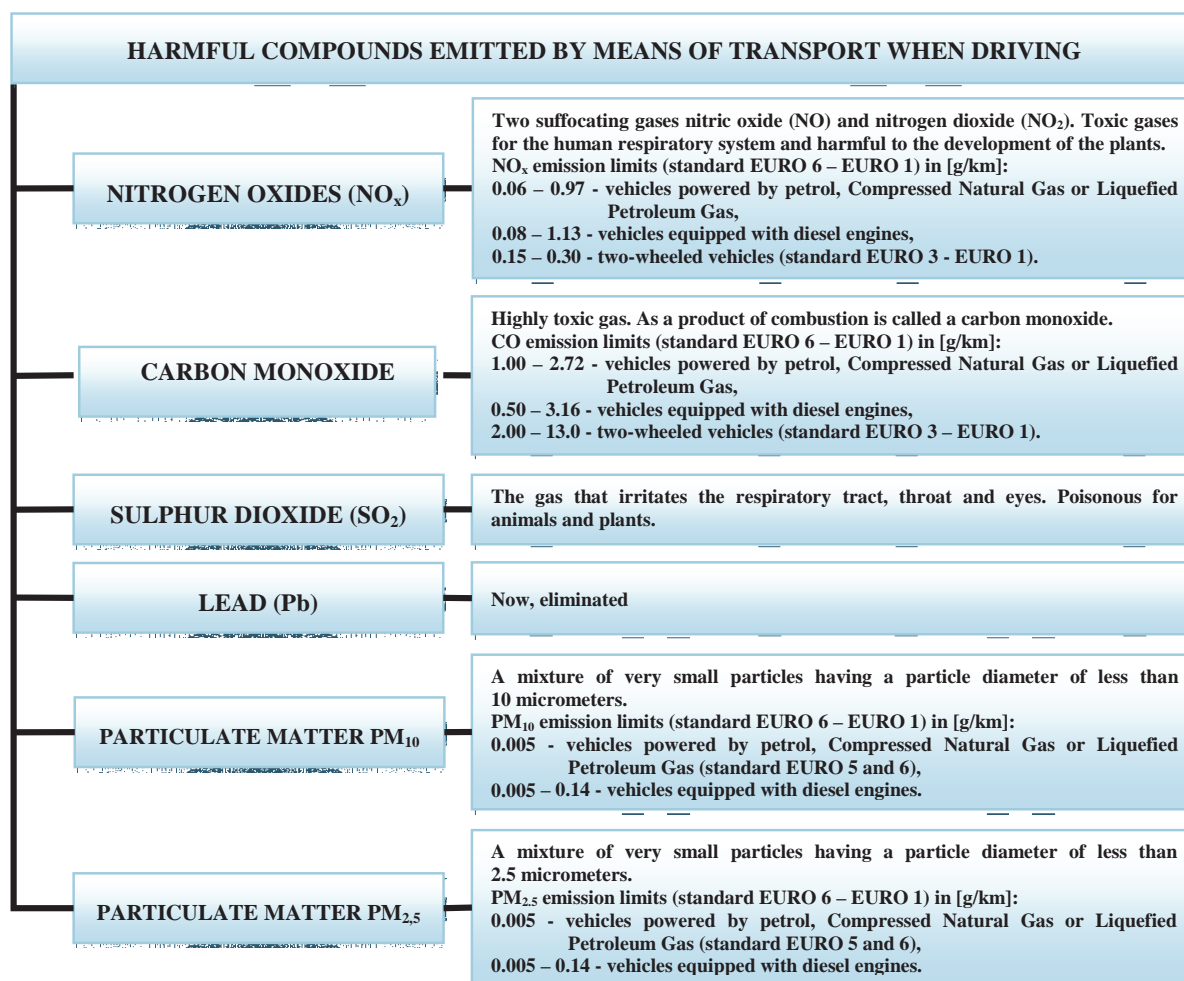 HARMFUL COMPOUNDS EMITTED BY MEANS OF TRANSPORT WHEN DRIVING
NITROGEN OXIDES (NOx)
Two suffocating gases nitric oxide (NO) and nitrogen dioxide (NO2). Toxic gases
for the human respiratory system and harmful to the development of the plants.
NOx emission limits (standard EURO 6 – EURO 1) in [g/km]:
0.06 – 0.97 - vehicles powered by petrol, Compressed Natural Gas or Liquefied
Petroleum Gas,
0.08 – 1.13 - vehicles equipped with diesel engines,
0.15 – 0.30 - two-wheeled vehicles (standard EURO 3 - EURO 1).
CARBON MONOXIDE
Highly toxic gas. As a product of combustion is called a carbon monoxide.
CO emission limits (standard EURO 6 – EURO 1) in [g/km]:
1.00 – 2.72 - vehicles powered by petrol, Compressed Natural Gas or Liquefied
Petroleum Gas,
0.50 – 3.16 - vehicles equipped with diesel engines,
2.00 – 13.0 - two-wheeled vehicles (standard EURO 3 – EURO 1).
SULPHUR DIOXIDE (SO2)
The gas that irritates the respiratory tract, throat and eyes. Poisonous for
animals and plants.
LEAD (Pb)
Now, eliminated
PARTICULATE MATTER PM10
A mixture of very small particles having a particle diameter of less than
10 micrometers.
PM10 emission limits (standard EURO 6 – EURO 1) in [g/km]:
0.005 - vehicles powered by petrol, Compressed Natural Gas or Liquefied
Petroleum Gas (standard EURO 5 and 6),
0.005 – 0.14 - vehicles equipped with diesel engines.
PARTICULATE MATTER PM2,5
A mixture of very small particles having a particle diameter of less than
2.5 micrometers.
PM2.5 emission limits (standard EURO 6 – EURO 1) in [g/km]:
0.005 - vehicles powered by petrol, Compressed Natural Gas or Liquefied
Petroleum Gas (standard EURO 5 and 6),
0.005 – 0.14 - vehicles equipped with diesel engines.